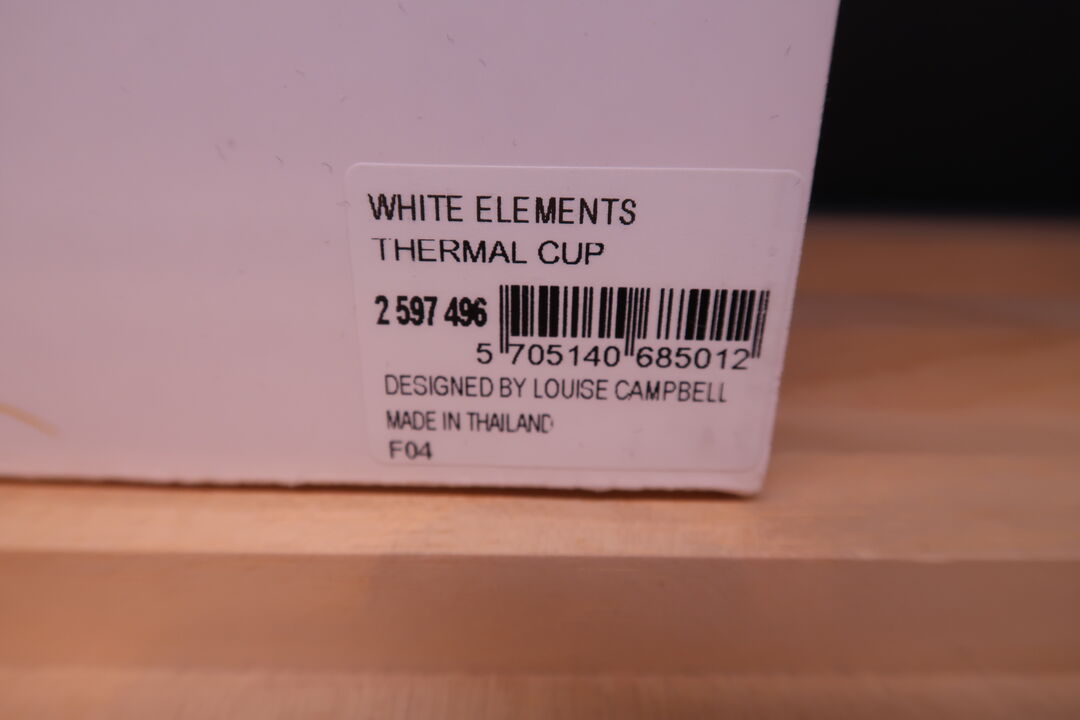 WHITE ELEMENTS
THERMAL CUP
2 597 496
5 705140 685012
DESIGNED BY LOUISE CAMPBELL
MADE IN THAILAND
F04